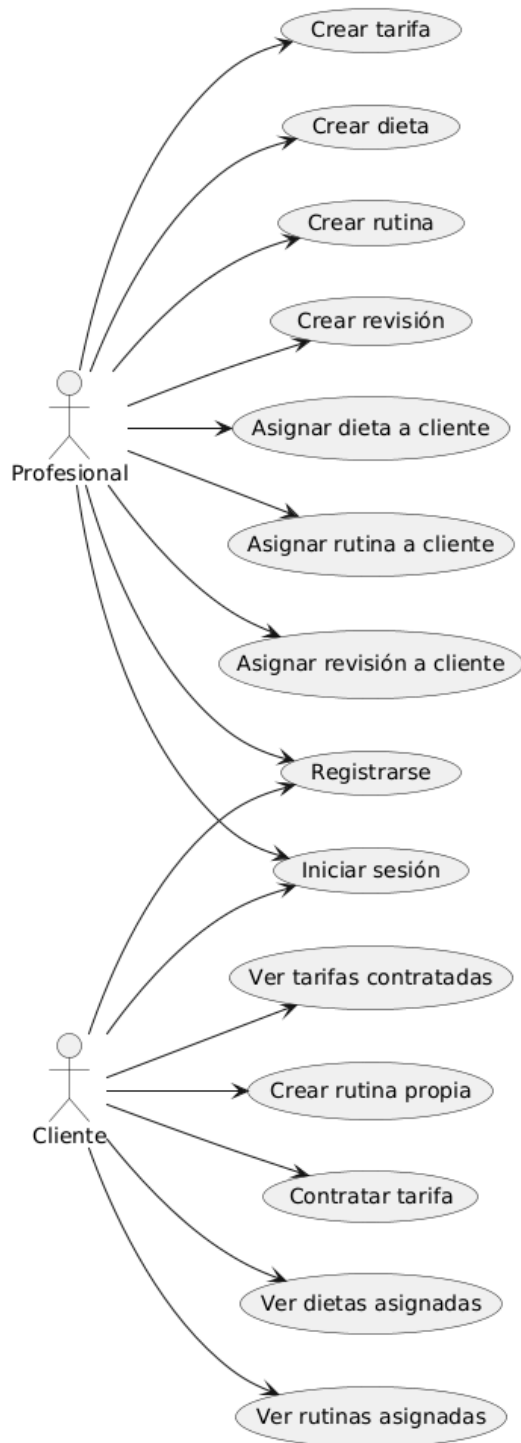 Crear tarifa
Crear dieta
Crear rutina
Crear revisión
Asignar dieta a cliente
Profesional
Asignar rutina a cliente
Asignar revisión a cliente
Registrarse
Iniciar sesión
Ver tarifas contratadas
Crear rutina propia
Cliente
Contratar tarifa
Ver dietas asignadas
Ver rutinas asignadas